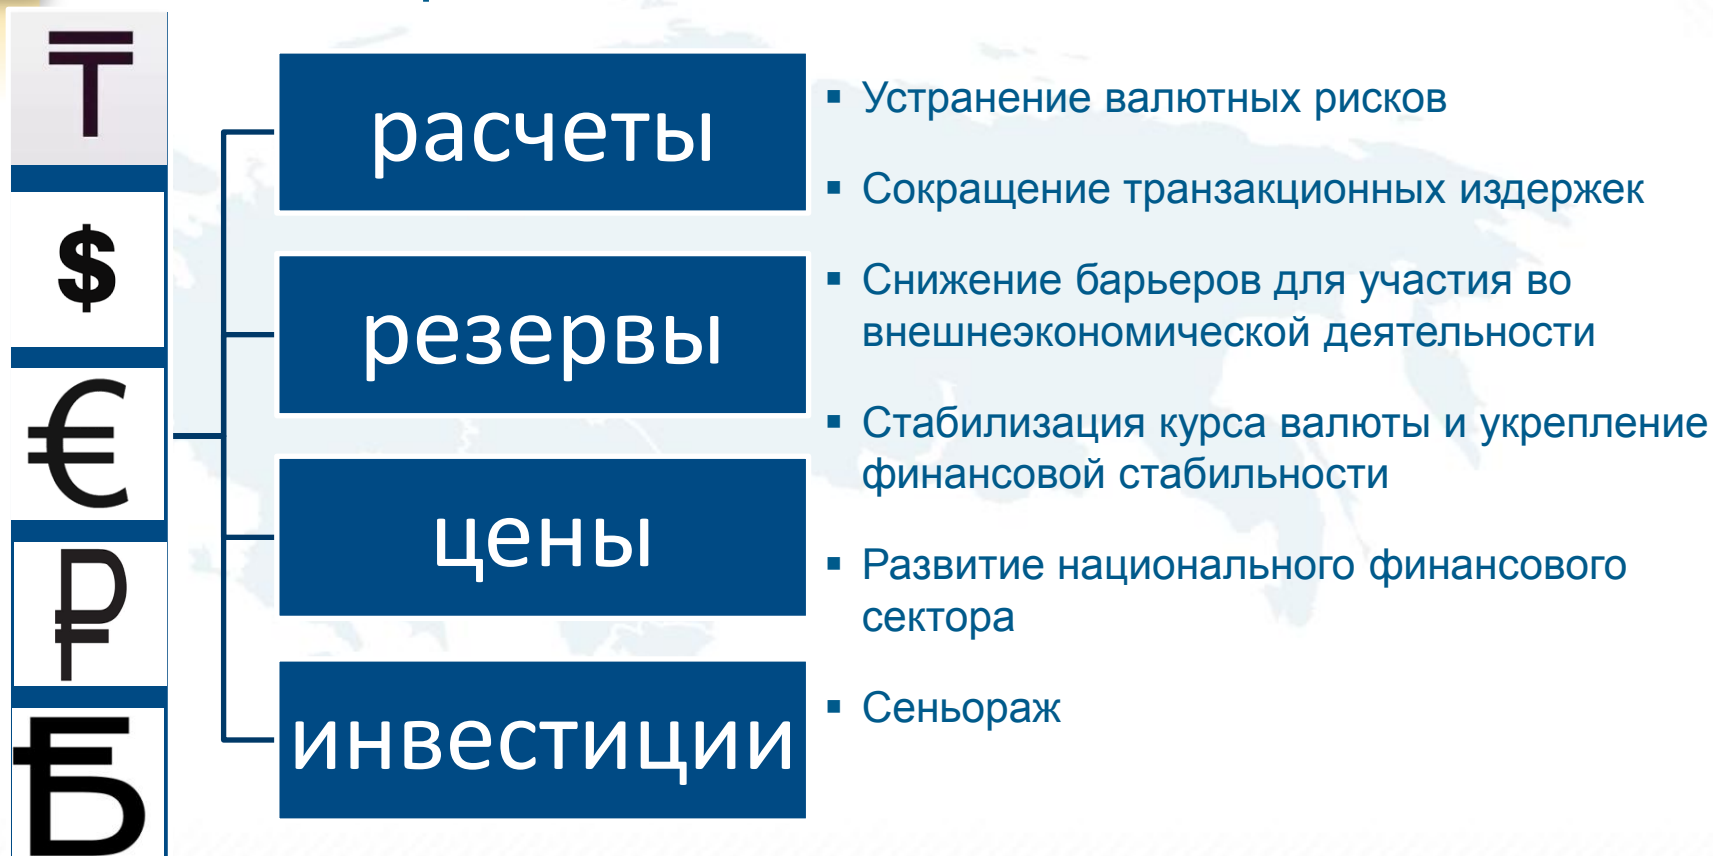 ₸
$
€
₽
Ƃ
расчеты
резервы
цены
инвестиции
▪ Устранение валютных рисков
▪ Сокращение транзакционных издержек
▪ Снижение барьеров для участия во
внешнеэкономической деятельности
▪ Стабилизация курса валюты и укрепление
финансовой стабильности
▪ Развитие национального финансового
сектора
▪ Сеньораж